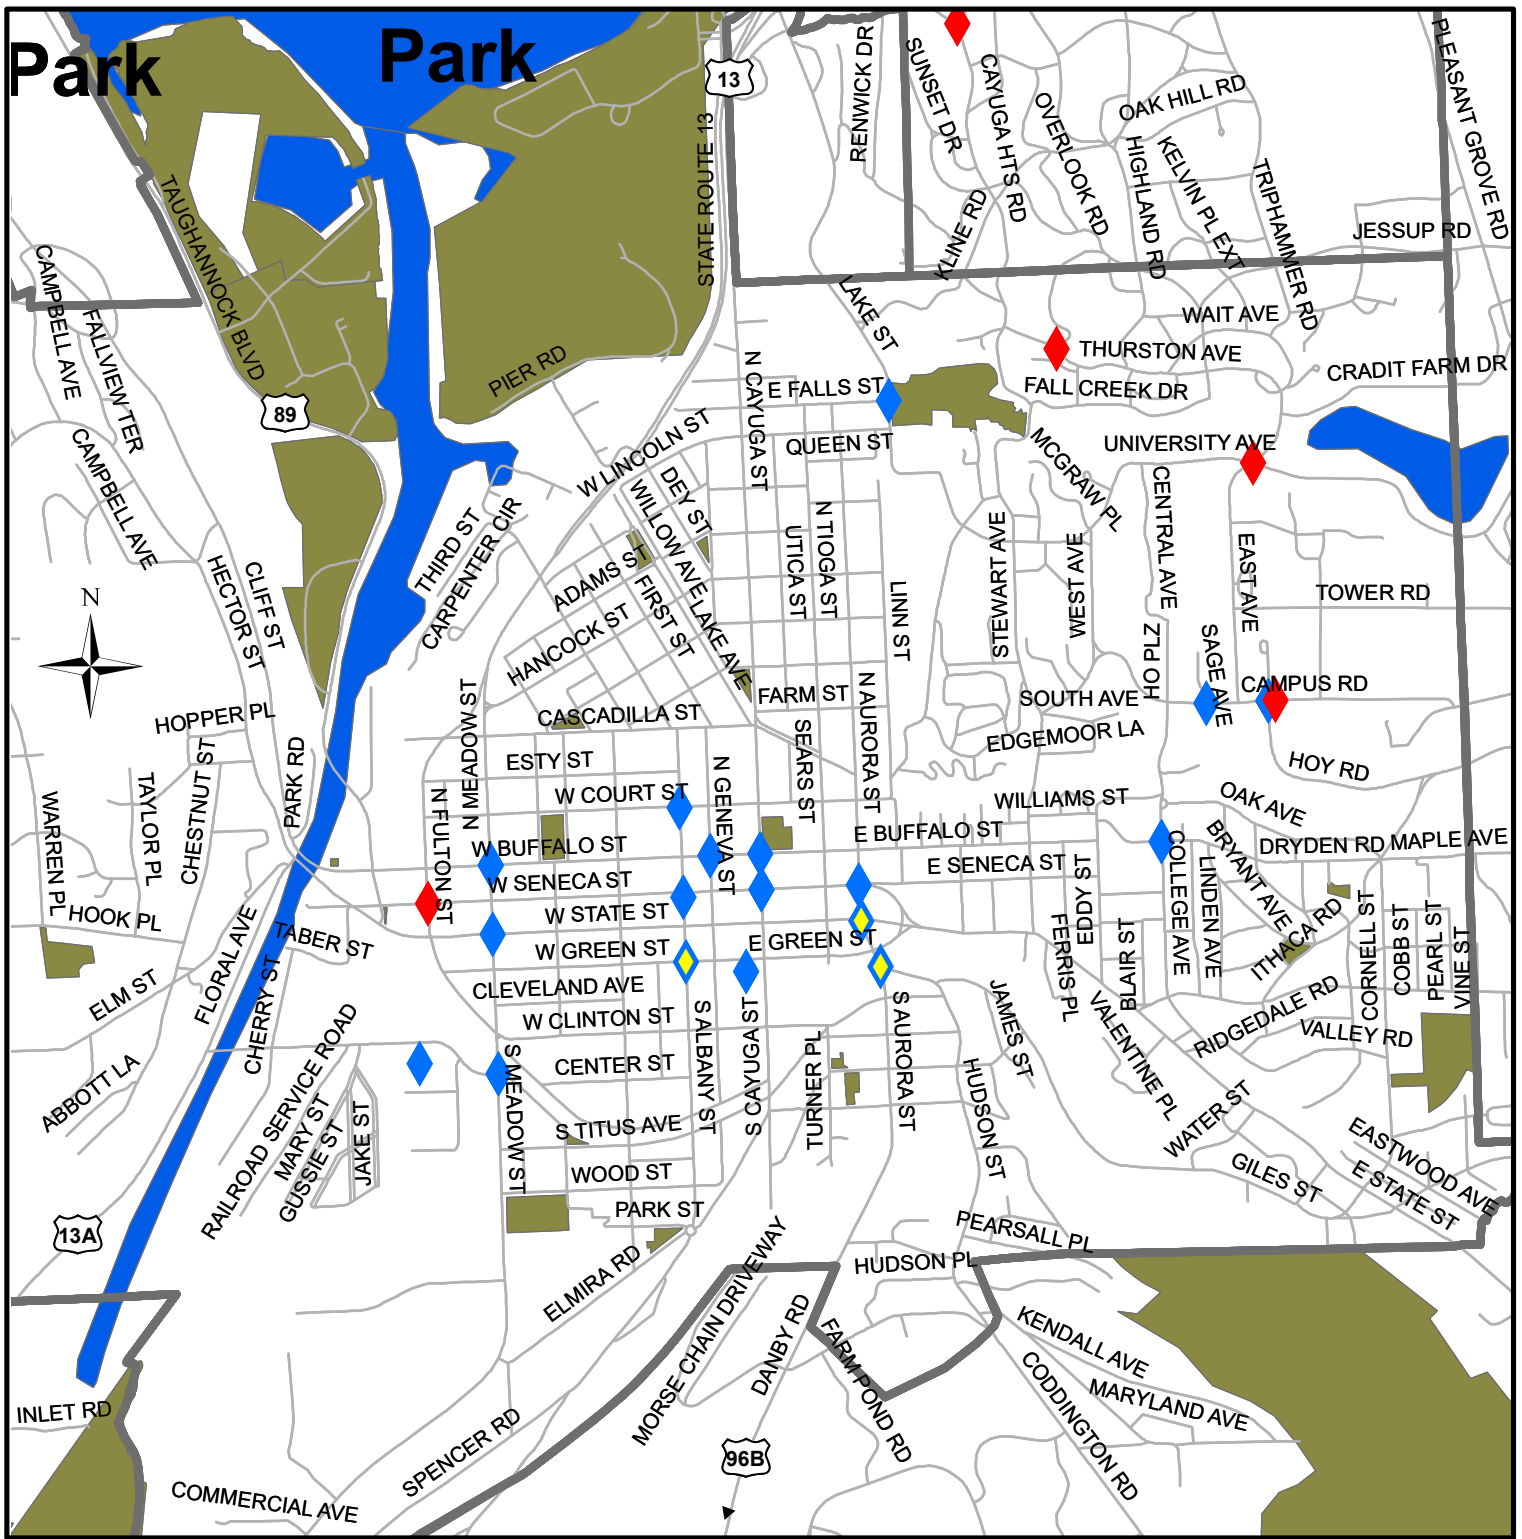 Park
Park
13
RENWICK DR
SUNSET DR
CAYUGA HTS RD
OVERLOOK RD
OAK HILL RD
PLEASANT GROVE RD
STATE ROUTE 13
HIGHLAND RD
KELVIN PL EXT
TRIPHAMMER RD
TAUGHANNOCK BLVD
KLINE RD
JESSUP RD
CAMPBELL AVE
FALLVIEW TER
LAKE ST
WAIT AVE
THURSTON AVE
PIER RD
N CAYUGA ST
E FALLS ST
FALL CREEK DR
CRADIT FARM DR
89
W LINCOLN ST
QUEEN ST
MCGRAW PL
UNIVERSITY AVE
CAMPBELL AVE
DEY ST
WILLOW AVE
THIRD ST
CARPENTER CIR
N TIOGA ST
UTICA ST
CENTRAL AVE
HECTOR ST
CLIFF ST
ADAMS ST
FIRST ST
LAKE AVE
LINN ST
STEWART AVE
WEST AVE
EAST AVE
TOWER RD
N
HANCOCK ST
HO PLZ
SAGE AVE
CAMPUS RD
HOPPER PL
N MEADOW ST
CASCADILLA ST
FARM ST
N AURORA ST
SOUTH AVE
EDGEMOOR LA
PARK RD
ESTY ST
SEARS ST
HOY RD
WARREN PL
TAYLOR PL
CHESTNUT ST
N FULTON ST
W COURT ST
N GENEVA ST
WILLIAMS ST
OAK AVE
W BUFFALO ST
E BUFFALO ST
COLLEGE AVE
LINDEN AVE
BRYANT AVE
DRYDEN RD
MAPLE AVE
W SENECA ST
E SENECA ST
EDDY ST
HOOK PL
W STATE ST
FLORAL AVE
TABER ST
W GREEN ST
E GREEN ST
FERRIS PL
BLAIR ST
ITHACA RD
CORNELL ST
COBB ST
PEARL ST
VINE ST
ELM ST
CHERRY ST
CLEVELAND AVE
W CLINTON ST
S ALBANY ST
S CAYUGA ST
S AURORA ST
JAMES ST
VALENTINE PL
RIDGEDALE RD
VALLEY RD
ABBOTT LA
RAILROAD SERVICE ROAD
MARY ST
GUSSIE ST
JAKE ST
S MEADOW ST
CENTER ST
TURNER PL
HUDSON ST
S TITUS AVE
WATER ST
EASTWOOD AVE
WOOD ST
GILES ST
E STATE ST
PARK ST
13A
PEARSALL PL
ELMIRA RD
HUDSON PL
MORSE CHAIN DRIVEWAY
DANBY RD
FARM POND RD
KENDALL AVE
CODDINGTON RD
MARYLAND AVE
INLET RD
SPENCER RD
96B
COMMERCIAL AVE